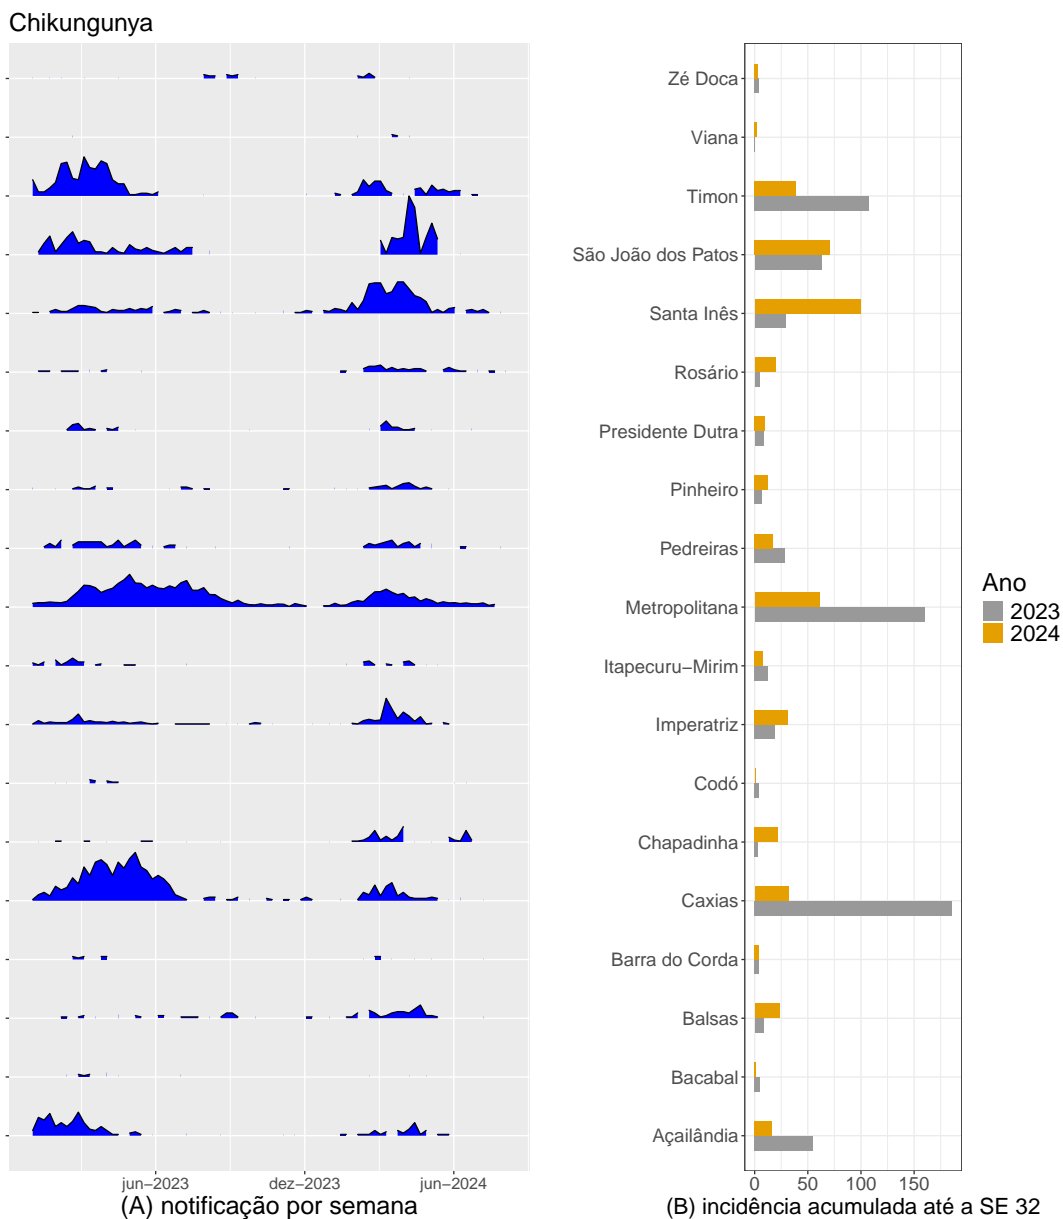 Chikungunya
Zé Doca
Viana
Timon
São João dos Patos
Santa Inês
Rosário
Presidente Dutra
Pinheiro
Pedreiras
Metropolitana
Itapecuru−Mirim
Imperatriz
Codó
Chapadinha
Caxias
Barra do Corda
Balsas
Bacabal
Açailândia
Ano
2023
2024
jun−2023 dez−2023 jun−2024
(A) notificação por semana
0 50 100 150
(B) incidência acumulada até a SE 32